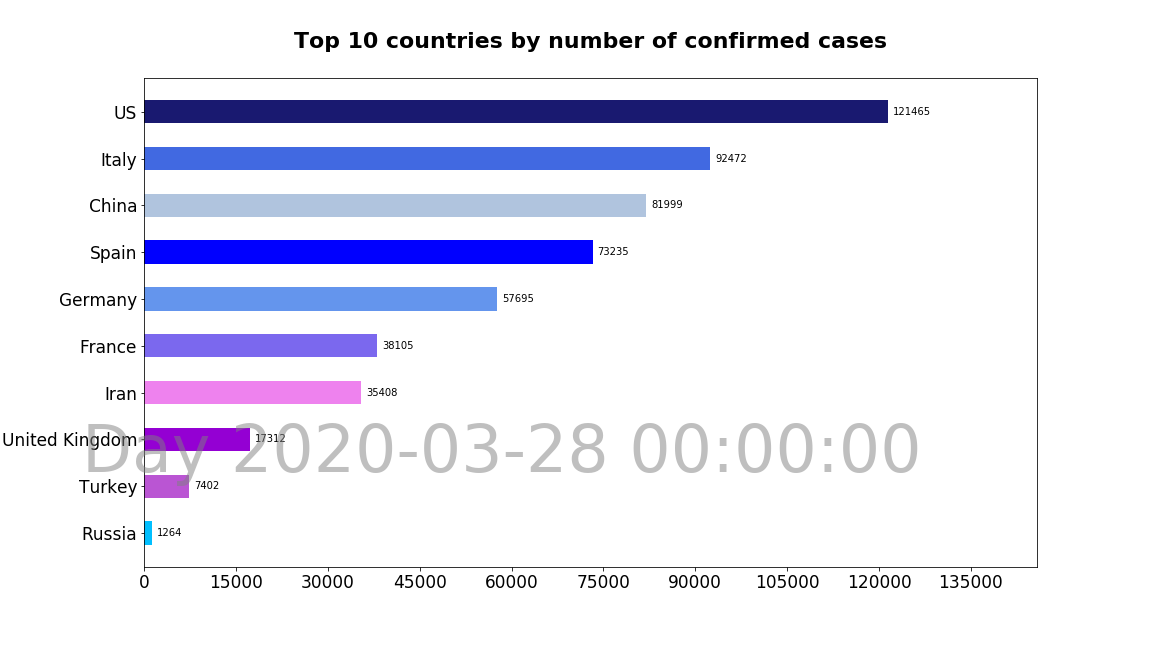 Top 10 countries by number of confirmed cases
US 121465
Italy 92472
China 81999
Spain 73235
Germany 57695
France 38105
Iran 35408
United Kingdom 17312
Day 2020-03-28 00:00:00
Turkey 7402
Russia 1264
0 15000 30000 45000 60000 75000 90000 105000 120000 135000